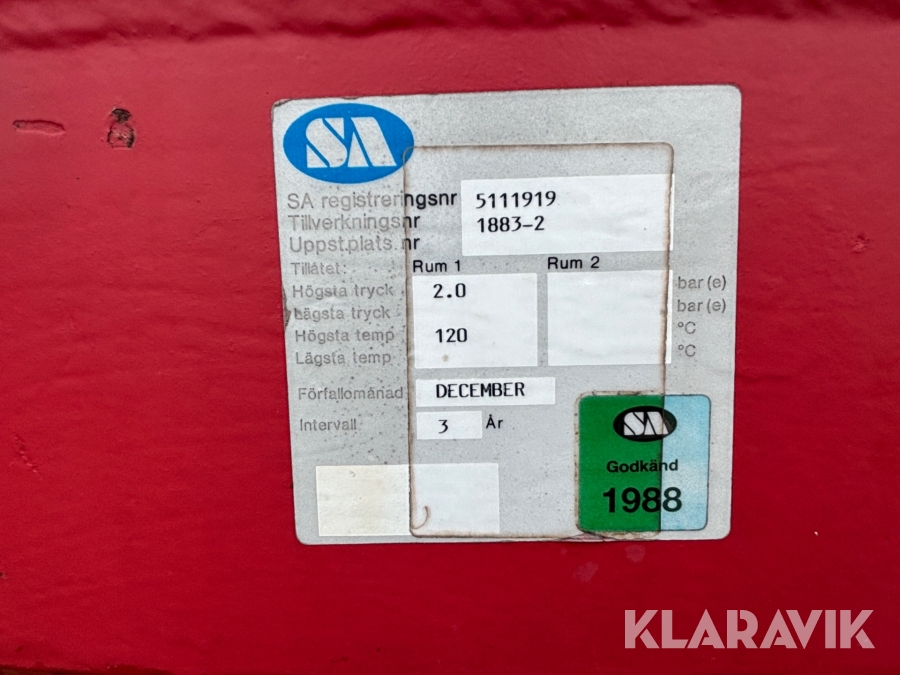 SA
SA registreringsnr 5111919
Tillverkningsnr 1883-2
Uppst.plats.nr
Tillåtet: Rum 1 Rum 2
Högsta tryck 2.0 bar (e)
Lägsta tryck bar (e)
Högsta temp 120 °C
Lägsta temp °C
Förfallomånad DECEMBER
Intervall 3 År
SA
Godkänd
1988
KLARAVIK